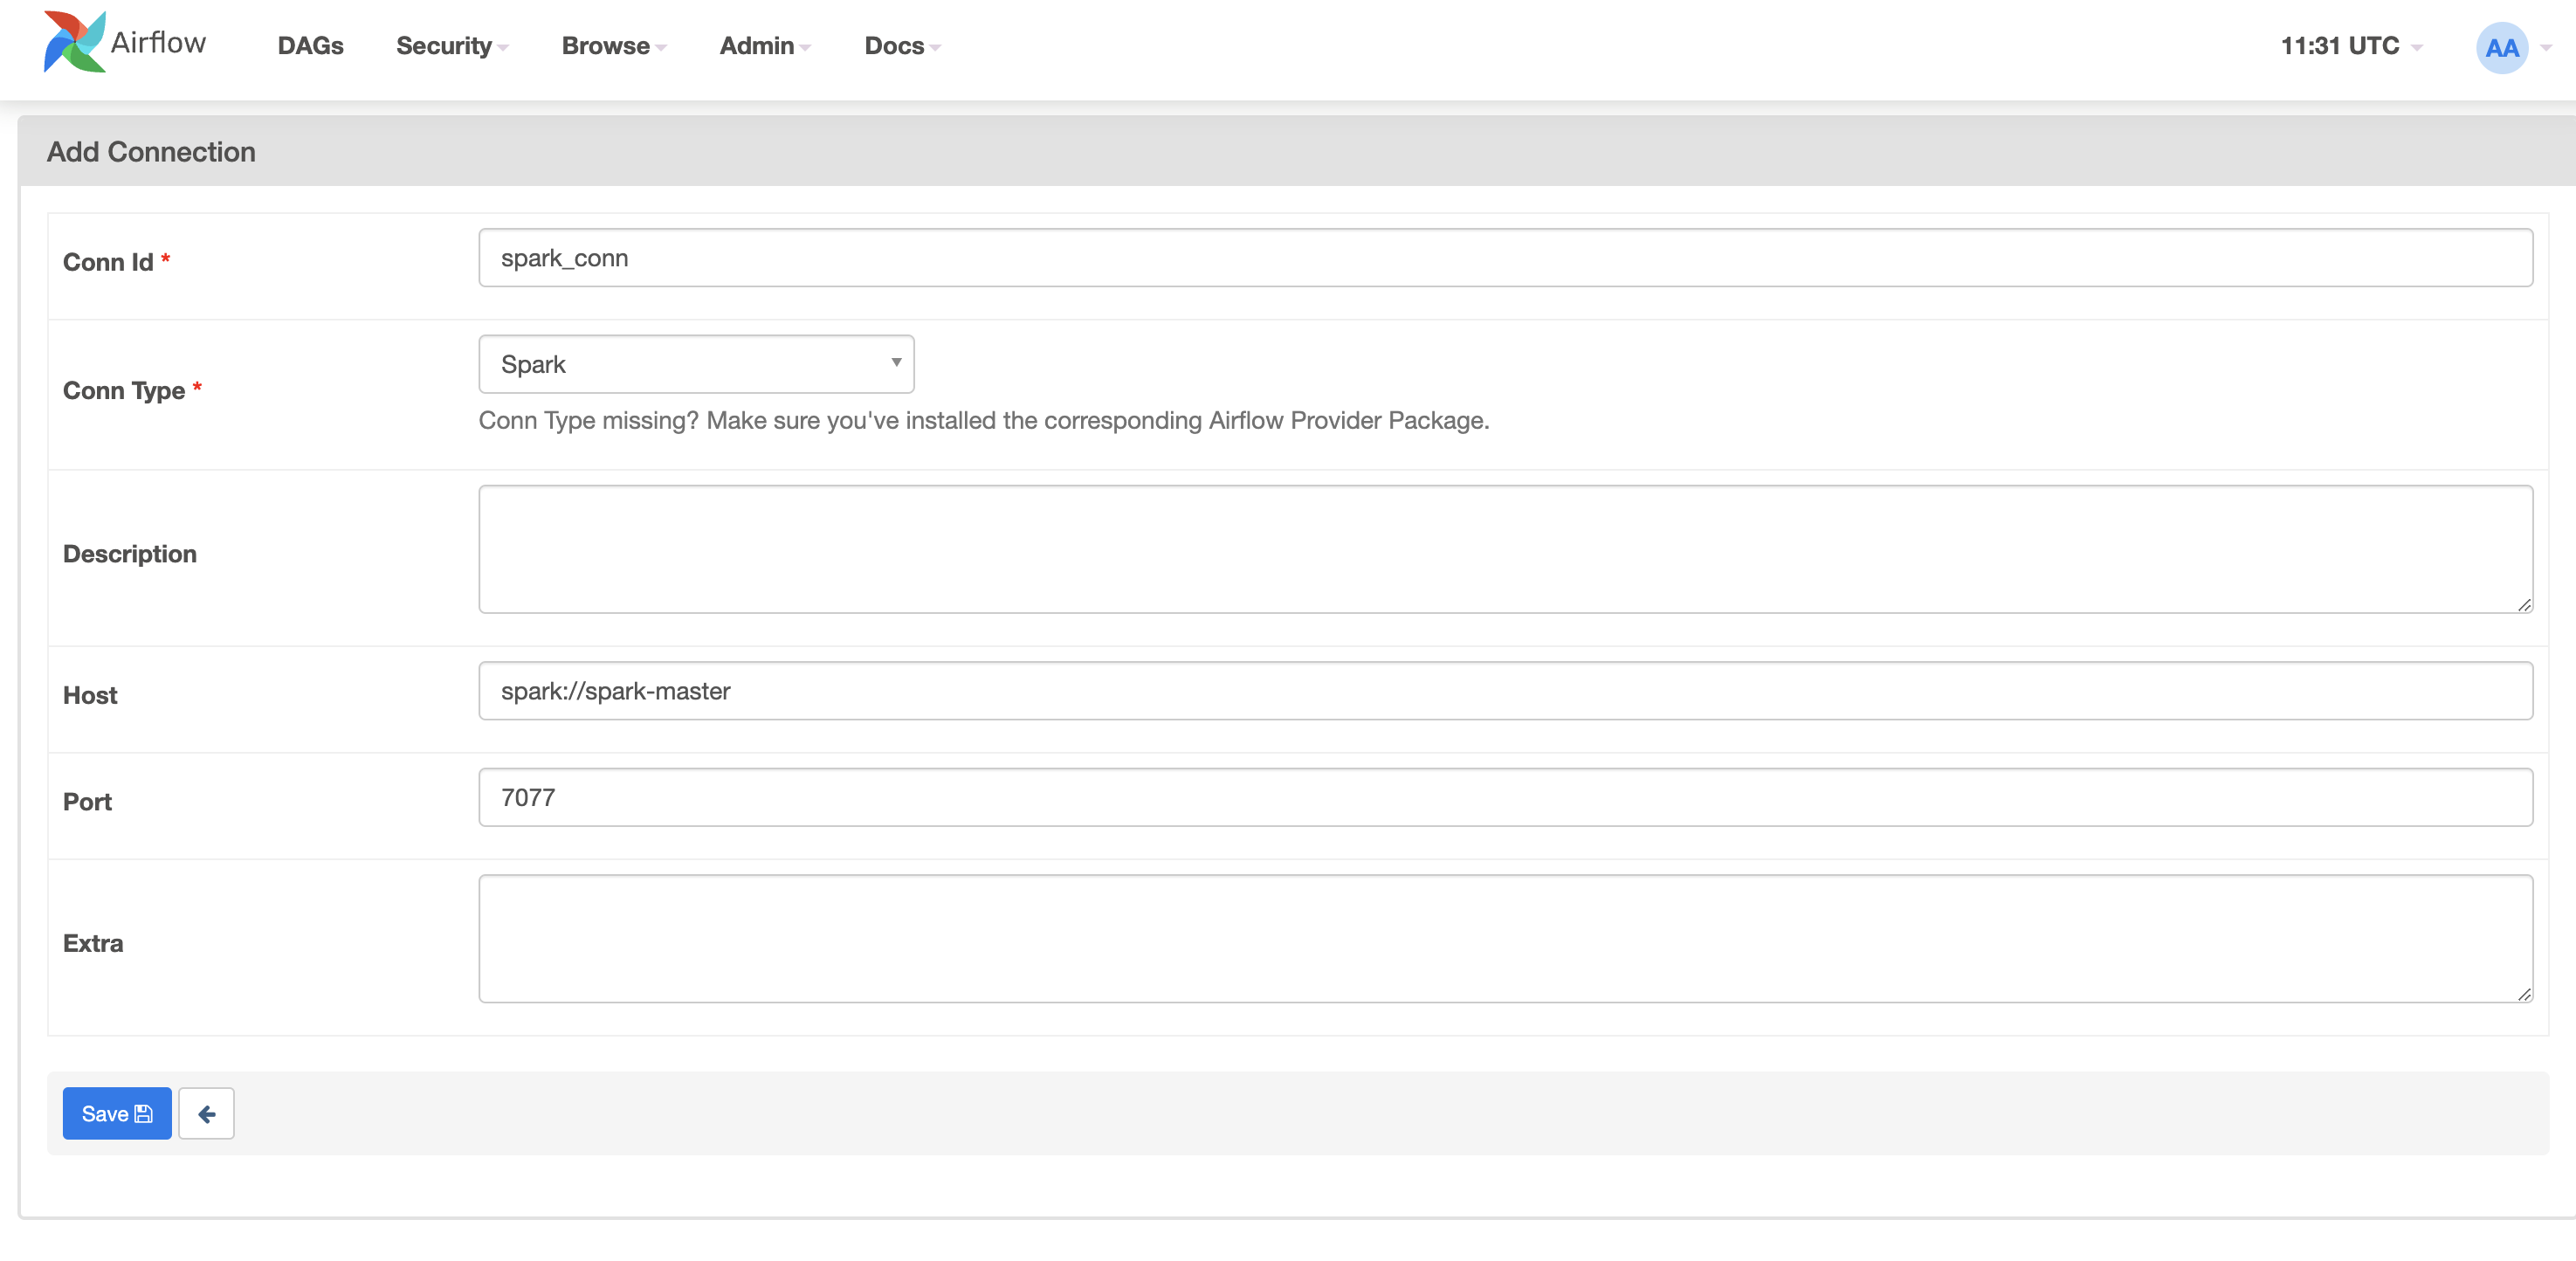 Airflow DAGs Security Browse Admin Docs 11:31 UTC AA
Add Connection
Conn Id * spark_conn
Conn Type * Spark
Conn Type missing? Make sure you've installed the corresponding Airflow Provider Package.
Description
Host spark://spark-master
Port 7077
Extra
Save